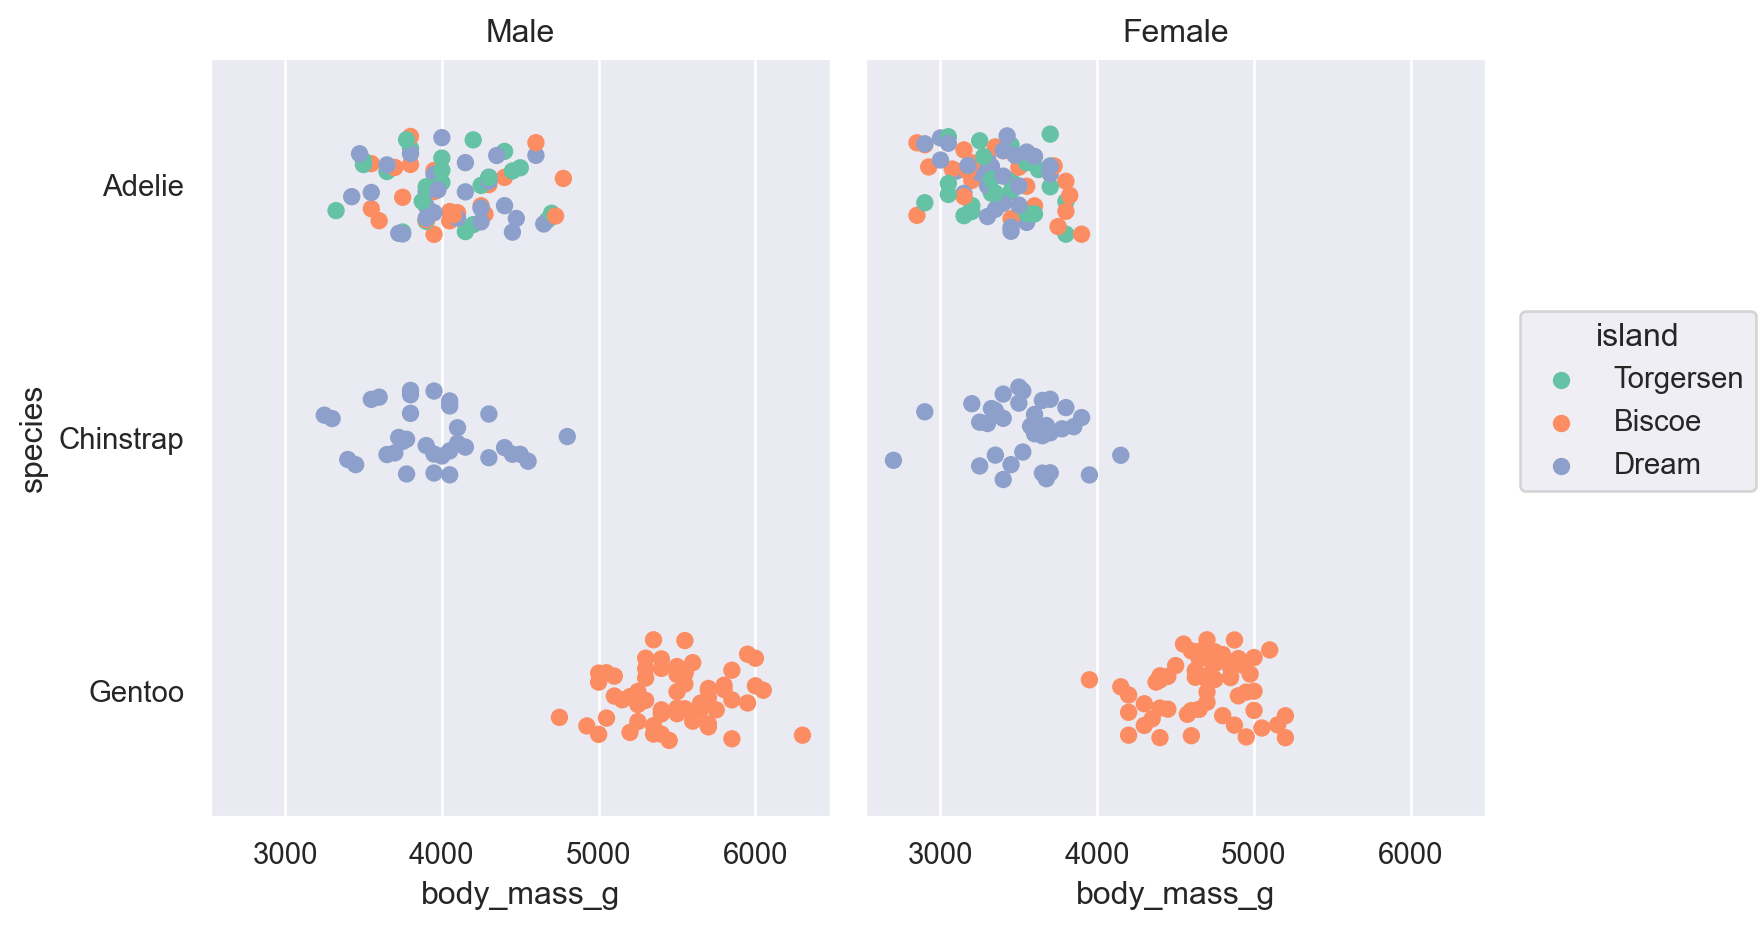 Male
Female
species
Adelie
Chinstrap
Gentoo
3000 4000 5000 6000
body_mass_g
3000 4000 5000 6000
body_mass_g
island
Torgersen
Biscoe
Dream